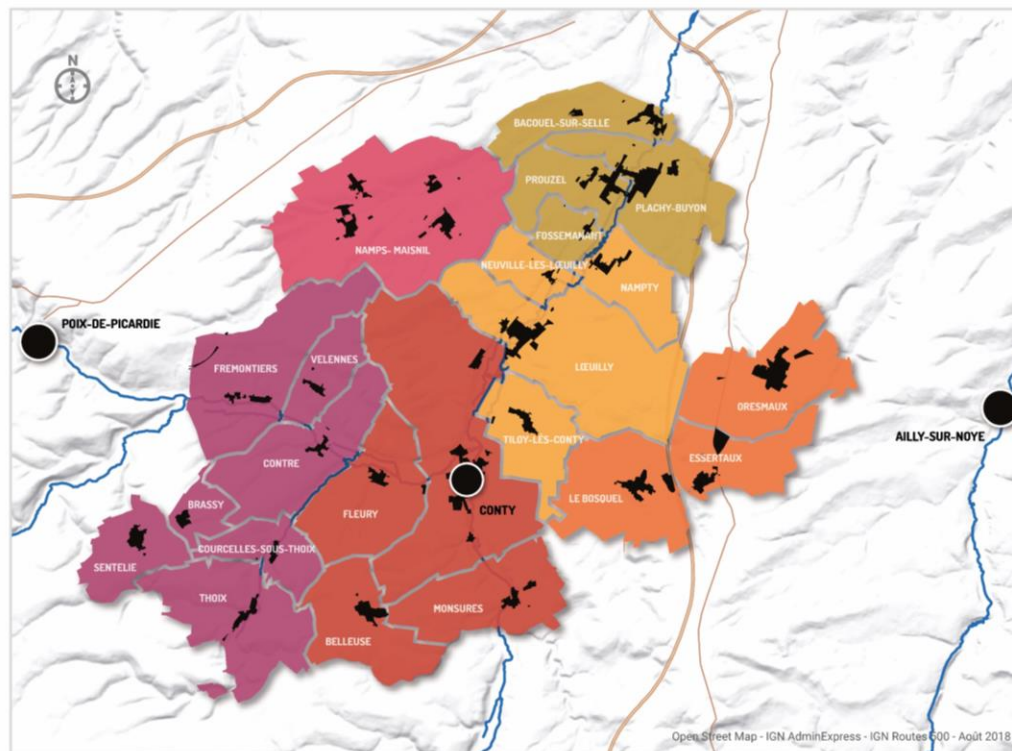 N
BACOUEL-SUR-SELLE
PROUZEL
PLACHY-BUYON
FOSSEMANANT
NAMPS- MAISNIL
NEUVILLE-LES-LŒUILLY
NAMPTY
POIX-DE-PICARDIE
VELENNES
FREMONTIERS
LŒUILLY
ORESMAUX
AILLY-SUR-NOYE
TILOY-LES-CONTY
ESSERTAUX
CONTRE
LE BOSQUEL
BRASSY
FLEURY
CONTY
COURCELLES-SOUS-THOIX
SENTELIE
THOIX
MONSURES
BELLEUSE
Open Street Map - IGN AdminExpress - IGN Routes 500 - Août 2018